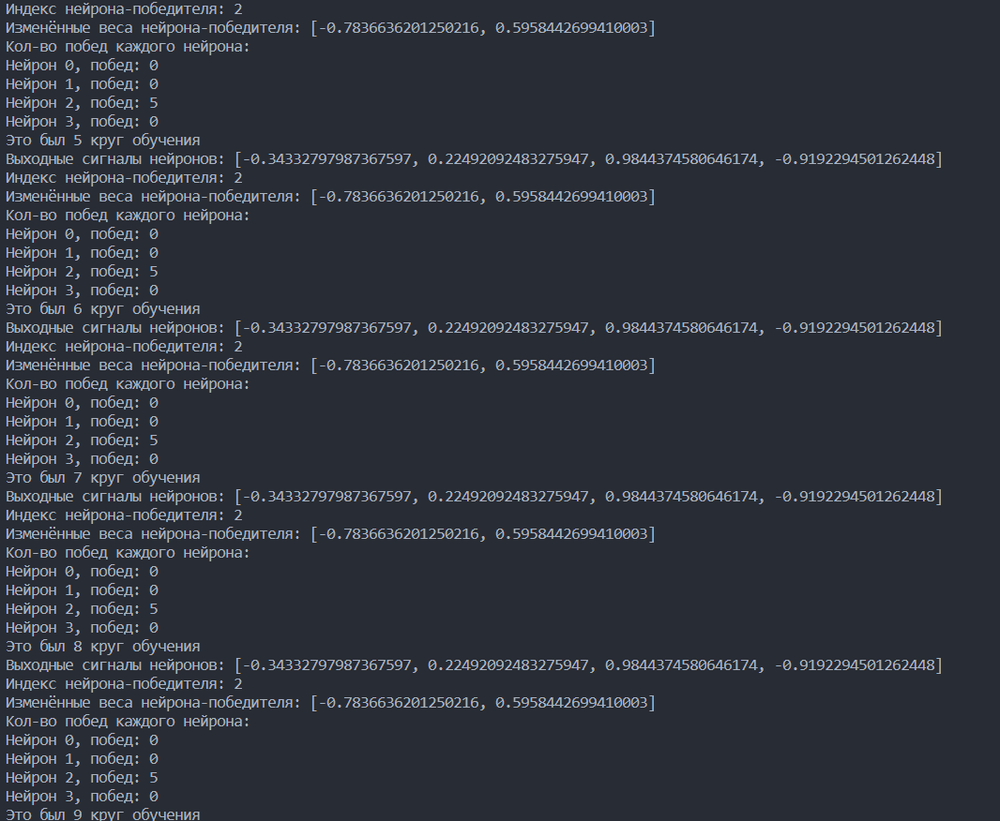 Индекс нейрона-победителя: 2
Изменённые веса нейрона-победителя: [-0.7836636201250216, 0.5958442699410003]
Кол-во побед каждого нейрона:
Нейрон 0, побед: 0
Нейрон 1, побед: 0
Нейрон 2, побед: 5
Нейрон 3, побед: 0
Это был 5 круг обучения
Выходные сигналы нейронов: [-0.34332797987367597, 0.22492092483275947, 0.9844374580646174, -0.9192294501262448]
Индекс нейрона-победителя: 2
Изменённые веса нейрона-победителя: [-0.7836636201250216, 0.5958442699410003]
Кол-во побед каждого нейрона:
Нейрон 0, побед: 0
Нейрон 1, побед: 0
Нейрон 2, побед: 5
Нейрон 3, побед: 0
Это был 6 круг обучения
Выходные сигналы нейронов: [-0.34332797987367597, 0.22492092483275947, 0.9844374580646174, -0.9192294501262448]
Индекс нейрона-победителя: 2
Изменённые веса нейрона-победителя: [-0.7836636201250216, 0.5958442699410003]
Кол-во побед каждого нейрона:
Нейрон 0, побед: 0
Нейрон 1, побед: 0
Нейрон 2, побед: 5
Нейрон 3, побед: 0
Это был 7 круг обучения
Выходные сигналы нейронов: [-0.34332797987367597, 0.22492092483275947, 0.9844374580646174, -0.9192294501262448]
Индекс нейрона-победителя: 2
Изменённые веса нейрона-победителя: [-0.7836636201250216, 0.5958442699410003]
Кол-во побед каждого нейрона:
Нейрон 0, побед: 0
Нейрон 1, побед: 0
Нейрон 2, побед: 5
Нейрон 3, побед: 0
Это был 8 круг обучения
Выходные сигналы нейронов: [-0.34332797987367597, 0.22492092483275947, 0.9844374580646174, -0.9192294501262448]
Индекс нейрона-победителя: 2
Изменённые веса нейрона-победителя: [-0.7836636201250216, 0.5958442699410003]
Кол-во побед каждого нейрона:
Нейрон 0, побед: 0
Нейрон 1, побед: 0
Нейрон 2, побед: 5
Нейрон 3, побед: 0
Это был 9 круг обучения